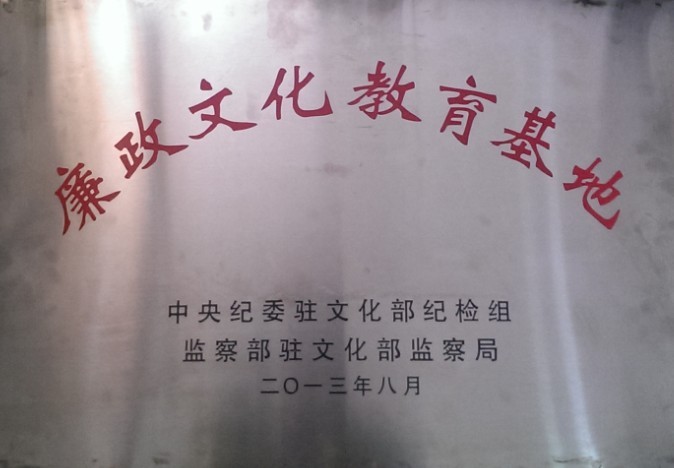 廉政文化教育基地
中央纪委驻文化部纪检组
监察部驻文化部监察局
二〇一三年八月